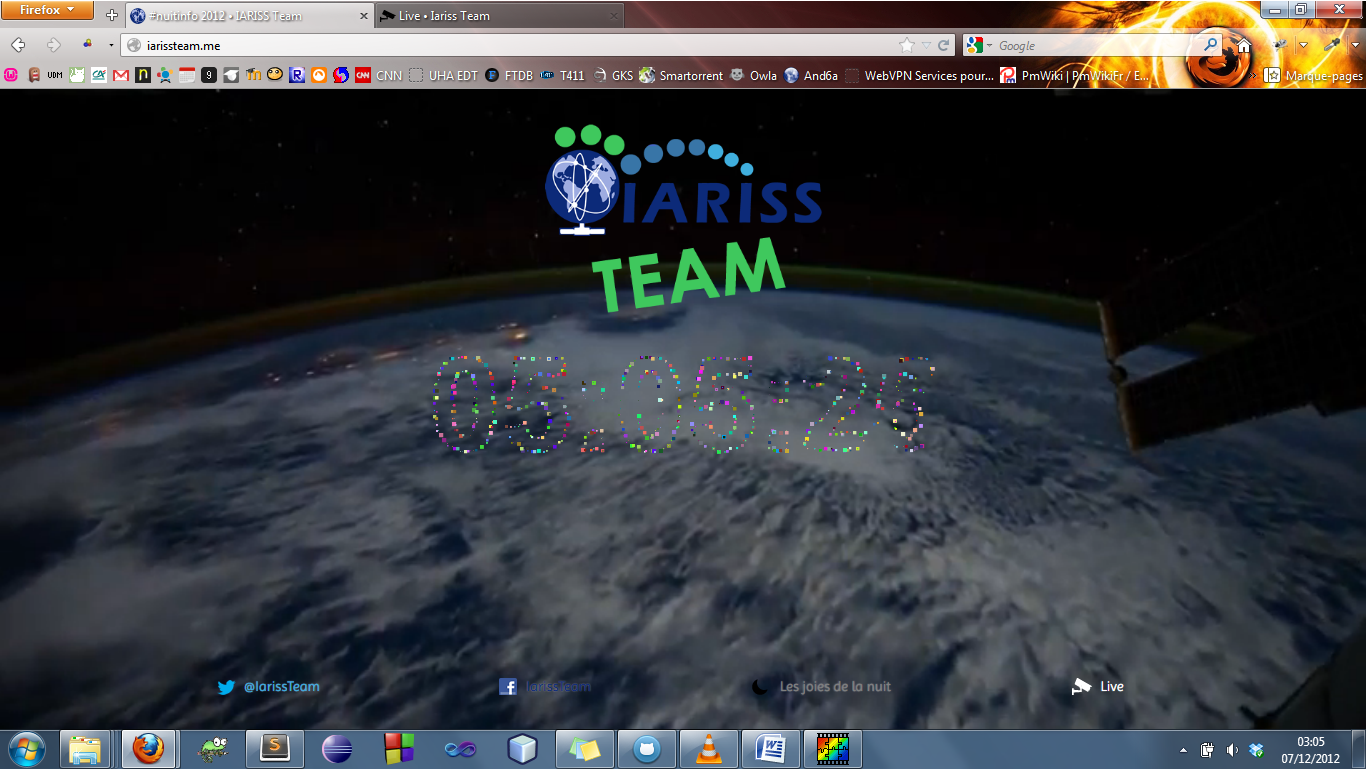 Firefox
#nuitinfo 2012 • IARISS Team
Live • Iariss Team
iarissteam.me
Google
UDM
9
m
CNN
CNN
UHA EDT
FTDB
T411
GKS
Smartorrent
Owla
And6a
WebVPN Services pour...
PmWiki | PmWikiFr / E...
Marque-pages
IARISS
TEAM
@IarissTeam
IarissTeam
Les joies de la nuit
Live
03:05
07/12/2012